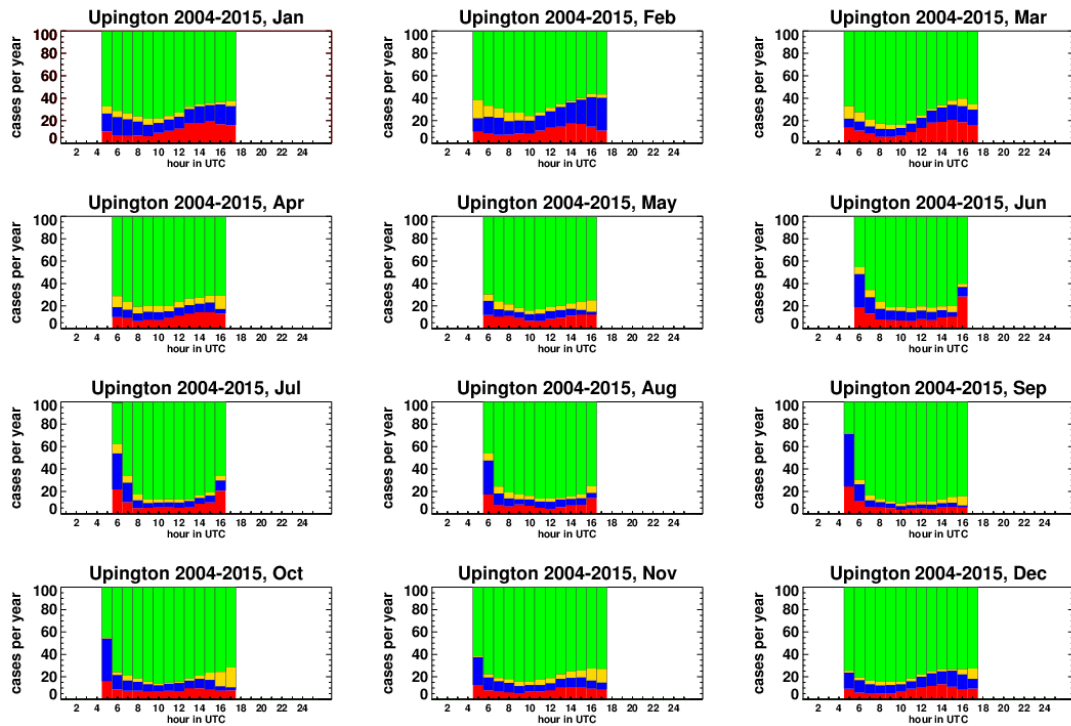 Upington 2004-2015, Jan
cases per year
100
80
60
40
20
0
2 4 6 8 10 12 14 16 18 20 22 24
hour in UTC
Upington 2004-2015, Feb
cases per year
100
80
60
40
20
0
2 4 6 8 10 12 14 16 18 20 22 24
hour in UTC
Upington 2004-2015, Mar
cases per year
100
80
60
40
20
0
2 4 6 8 10 12 14 16 18 20 22 24
hour in UTC
Upington 2004-2015, Apr
cases per year
100
80
60
40
20
0
2 4 6 8 10 12 14 16 18 20 22 24
hour in UTC
Upington 2004-2015, May
cases per year
100
80
60
40
20
0
2 4 6 8 10 12 14 16 18 20 22 24
hour in UTC
Upington 2004-2015, Jun
cases per year
100
80
60
40
20
0
2 4 6 8 10 12 14 16 18 20 22 24
hour in UTC
Upington 2004-2015, Jul
cases per year
100
80
60
40
20
0
2 4 6 8 10 12 14 16 18 20 22 24
hour in UTC
Upington 2004-2015, Aug
cases per year
100
80
60
40
20
0
2 4 6 8 10 12 14 16 18 20 22 24
hour in UTC
Upington 2004-2015, Sep
cases per year
100
80
60
40
20
0
2 4 6 8 10 12 14 16 18 20 22 24
hour in UTC
Upington 2004-2015, Oct
cases per year
100
80
60
40
20
0
2 4 6 8 10 12 14 16 18 20 22 24
hour in UTC
Upington 2004-2015, Nov
cases per year
100
80
60
40
20
0
2 4 6 8 10 12 14 16 18 20 22 24
hour in UTC
Upington 2004-2015, Dec
cases per year
100
80
60
40
20
0
2 4 6 8 10 12 14 16 18 20 22 24
hour in UTC